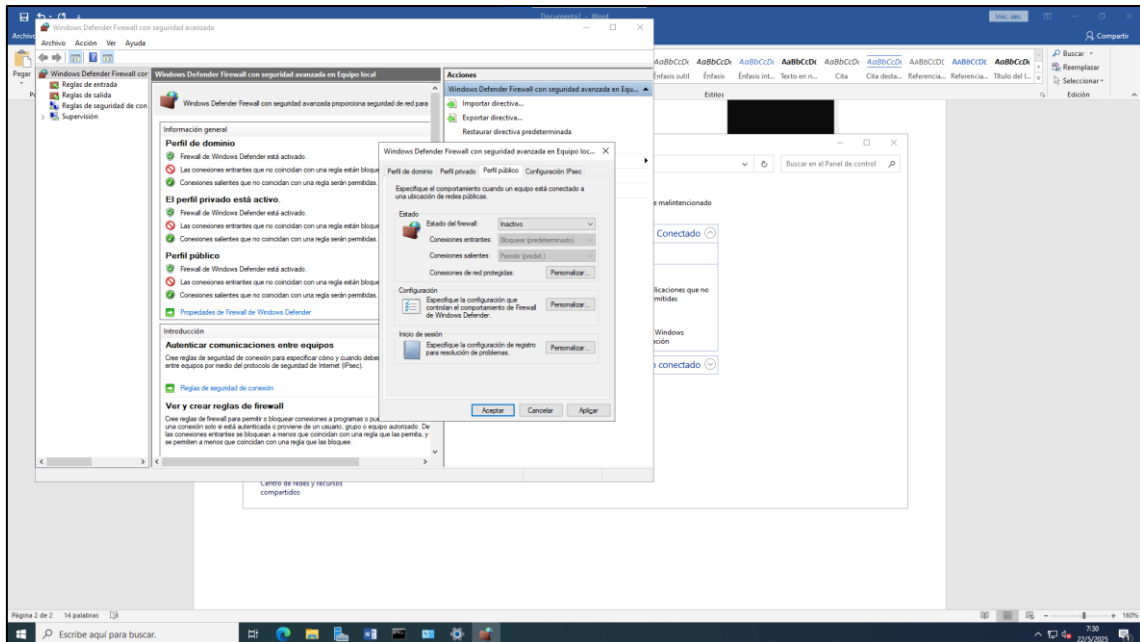 Documento1 - Word
Inic. ses.
Archivo
Compartir
Windows Defender Firewall con seguridad avanzada
Archivo Acción Ver Ayuda
Pegar
Windows Defender Firewall con
Reglas de entrada
Reglas de salida
Reglas de seguridad de con
Supervisión
Windows Defender Firewall con seguridad avanzada en Equipo local
Windows Defender Firewall con seguridad avanzada proporciona seguridad de red para
Información general
Perfil de dominio
Firewall de Windows Defender está activado.
Las conexiones entrantes que no coincidan con una regla están bloque
Conexiones salientes que no coincidan con una regla serán permitidas.
El perfil privado está activo.
Firewall de Windows Defender está activado.
Las conexiones entrantes que no coincidan con una regla están bloque
Conexiones salientes que no coincidan con una regla serán permitidas.
Perfil público
Firewall de Windows Defender está activado.
Las conexiones entrantes que no coincidan con una regla están bloque
Conexiones salientes que no coincidan con una regla serán permitidas.
Propiedades de Firewall de Windows Defender
Introducción
Autenticar comunicaciones entre equipos
Cree reglas de seguridad de conexión para especificar cómo y cuando debe
entre equipos por medio del protocolo de seguridad de Internet (IPsec).
Reglas de seguridad de conexión
Ver y crear reglas de firewall
Cree reglas de firewall para permitir o bloquear conexiones a programas o pue
una conexión solo si está autenticada o proviene de un usuario, grupo o equipo autorizado. De
las conexiones entrantes se bloquean a menos que coincidan con una regla que las permita, y
se permiten a menos que coincidan con una regla que las bloquee.
Acciones
Windows Defender Firewall con seguridad avanzada en Equ...
Importar directiva...
Exportar directiva...
Restaurar directiva predeterminada
Windows Defender Firewall con seguridad avanzada en Equipo loc...
Perfil de dominio Perfil privado Perfil público Configuración IPsec
Especifique el comportamiento cuando un equipo está conectado a
una ubicación de redes públicas.
Estado
Estado del firewall: Inactivo
Conexiones entrantes: Bloquear (predeterminado)
Conexiones salientes: Permitir (predet.)
Conexiones de red protegidas: Personalizar...
Configuración
Especifique la configuración que
controlan el comportamiento de Firewall
de Windows Defender.
Personalizar...
Inicio de sesión
Especifique la configuración de registro
para resolución de problemas.
Personalizar...
Aceptar Cancelar Aplicar
AaBbCcDt AaBbCcDt AaBbCcDt AaBbCcDt AaBbCcDt AaBbCcDt AABBCCDT AABBCCDT AaBbCcDt
Énfasis sutil Énfasis Énfasis int... Texto en n... Cita Cita desta... Referencia... Referencia... Título del l...
Estilos
Buscar
Reemplazar
Seleccionar
Edición
Buscar en el Panel de control
e malintencionado
Conectado
licaciones que no
rmitidas
Windows
ción
o conectado
Centro de redes y recursos
compartidos
Página 2 de 2 14 palabras
160%
Escribe aquí para buscar.
7:30
22/5/2025